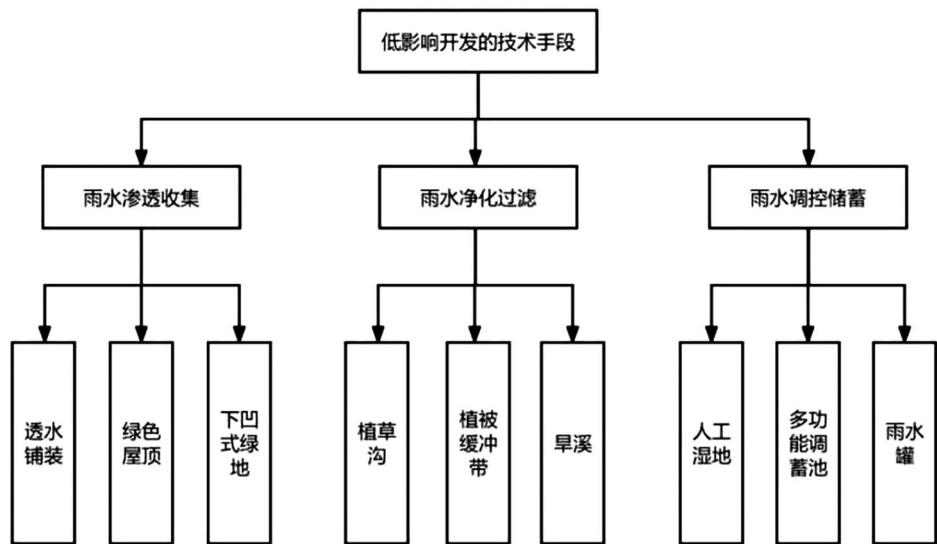 低影响开发的技术手段
雨水渗透收集
雨水净化过滤
雨水调控储蓄
透水
铺装
绿色
屋顶
下凹
式绿
地
植草
沟
植被
缓冲
带
旱溪
人工
湿地
多功
能调
蓄池
雨水
罐